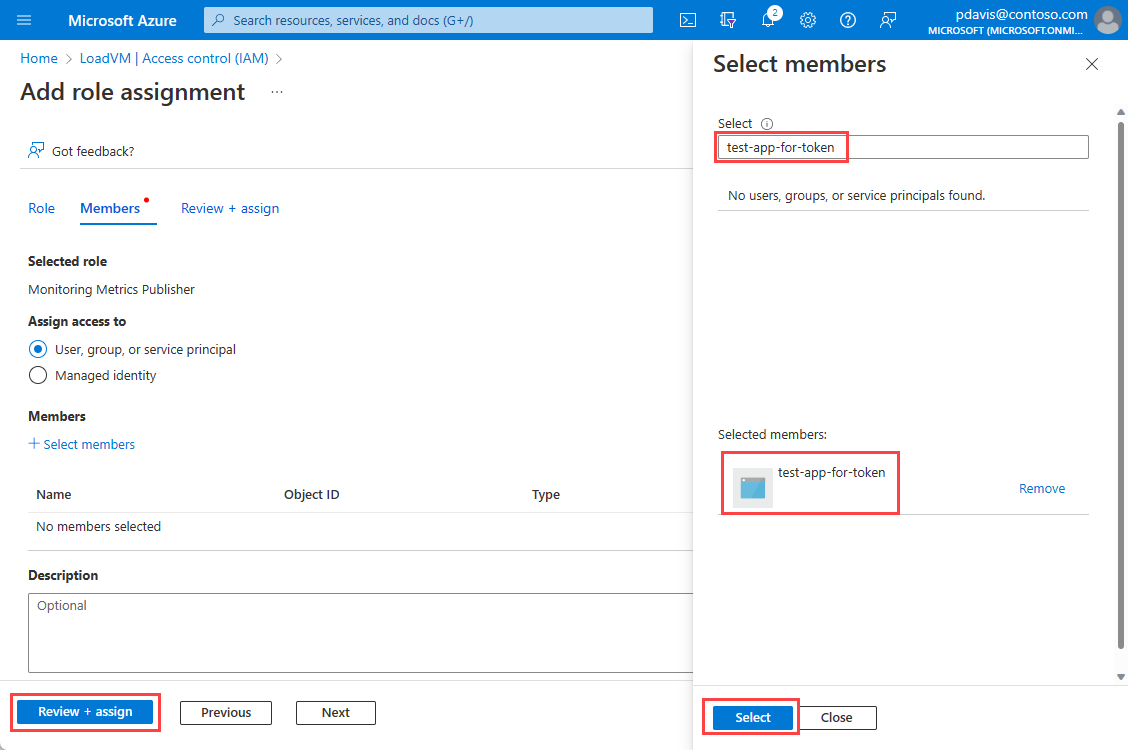 Microsoft Azure
Search resources, services, and docs (G+/)
2
pdavis@contoso.com
MICROSOFT (MICROSOFT.ONMI...
Home > LoadVM | Access control (IAM) >
Add role assignment ...
Got feedback?
Role Members Review + assign
Selected role
Monitoring Metrics Publisher
Assign access to
User, group, or service principal
Managed identity
Members
+ Select members
Name Object ID Type
No members selected
Description
Optional
Review + assign Previous Next
Select members
Select
test-app-for-token
No users, groups, or service principals found.
Selected members:
test-app-for-token
Remove
Select Close